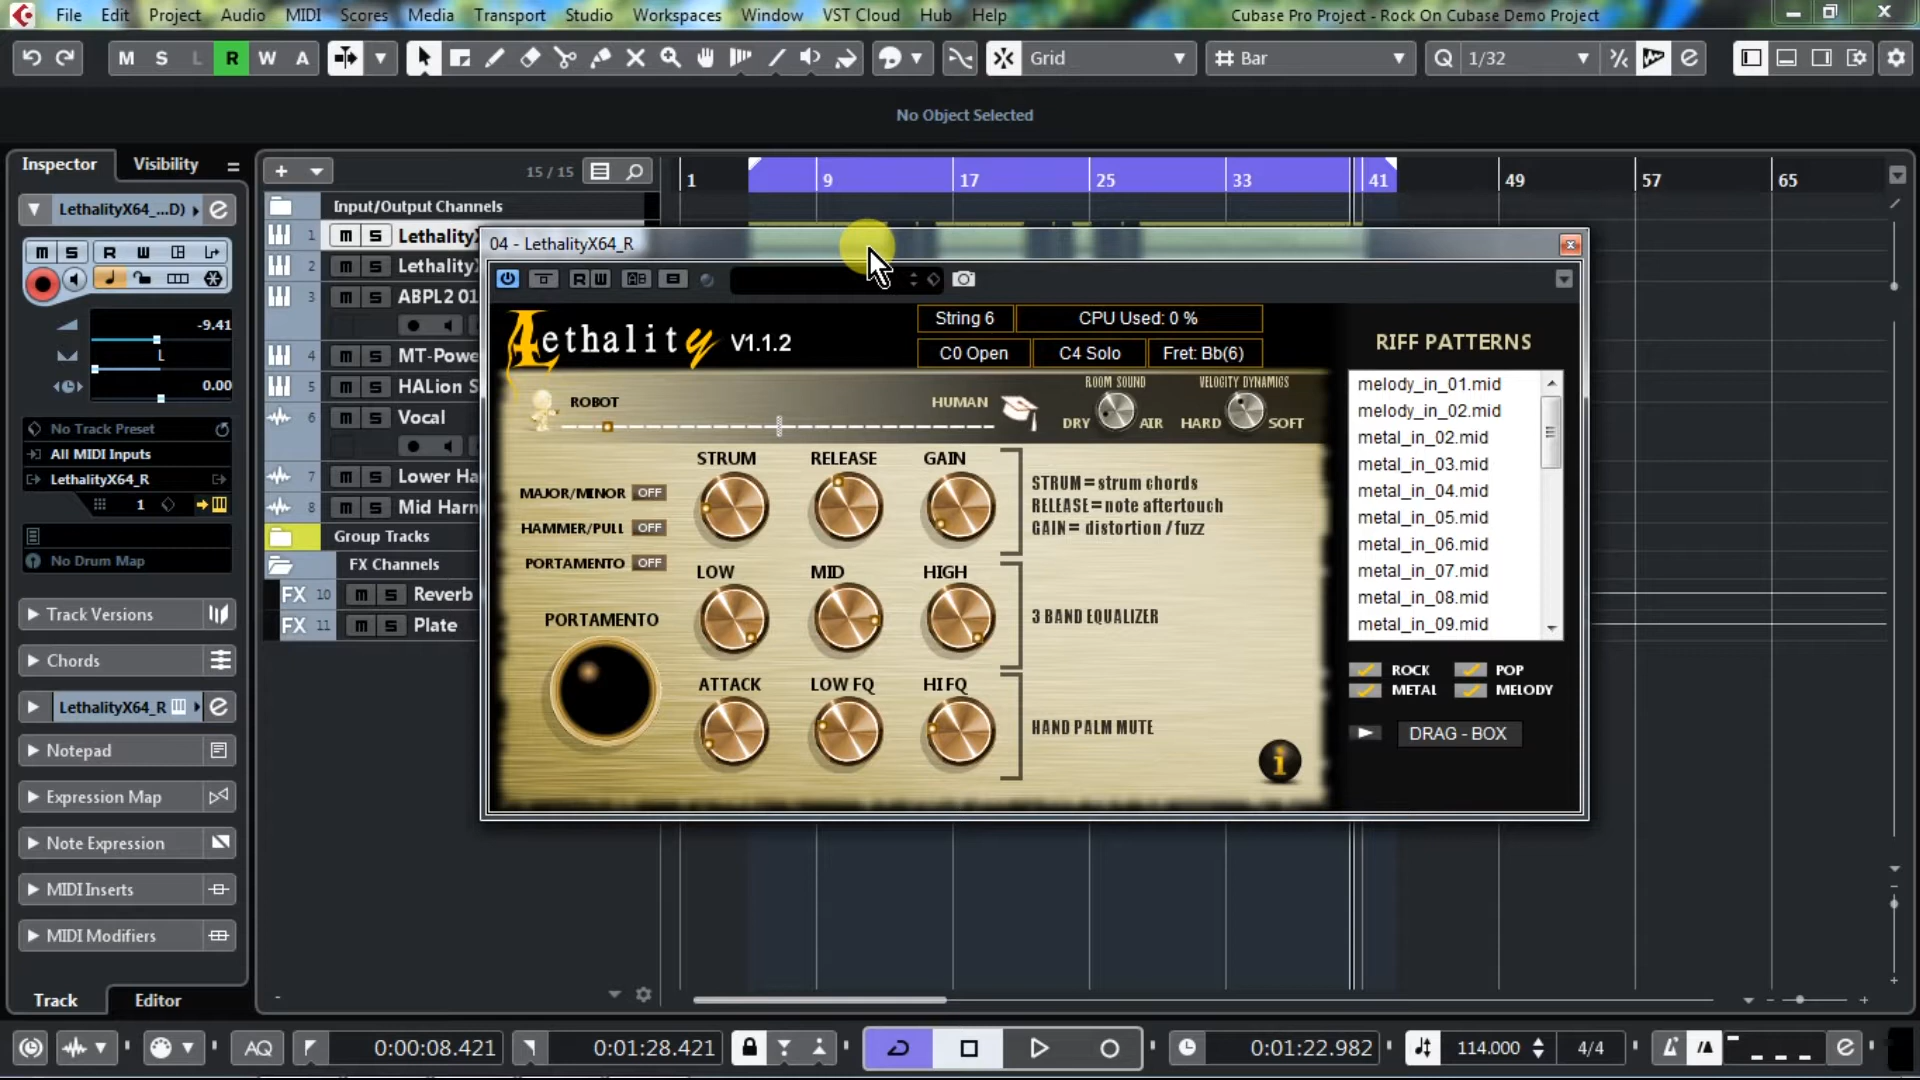 File Edit Project Audio MIDI Scores Media Transport Studio Workspaces Window VST Cloud Hub Help Cubase Pro Project - Rock On Cubase Demo Project
M S L R W A Grid Bar Q 1/32
No Object Selected
Inspector Visibility
15 / 15
1 9 17 25 33 41 49 57 65
LethalityX64_...D)
Input/Output Channels
1 m S Lethality
2 m S Lethality
3 m S ABPL2 01
4 m S MT-Powe
5 m S HALion S
6 m S Vocal
7 m S Lower Ha
8 m S Mid Harn
Group Tracks
FX Channels
FX 10 m S Reverb
FX 11 m S Plate
M S R W
-9.41
L
0.00
No Track Preset
All MIDI Inputs
LethalityX64_R
1
No Drum Map
Track Versions
Chords
LethalityX64_R
Notepad
Expression Map
Note Expression
MIDI Inserts
MIDI Modifiers
Track Editor
04 - LethalityX64_R
R W
Lethality V1.1.2
String 6 CPU Used: 0 %
C0 Open C4 Solo Fret: Bb(6)
ROBOT HUMAN
ROOM SOUND VELOCITY DYNAMICS
DRY AIR HARD SOFT
STRUM RELEASE GAIN
MAJOR/MINOR OFF
HAMMER/PULL OFF
PORTAMENTO OFF
STRUM= strum chords
RELEASE= note aftertouch
GAIN= distortion / fuzz
LOW MID HIGH
PORTAMENTO
3 BAND EQUALIZER
ATTACK LOW FQ HI FQ
HAND PALM MUTE
i
RIFF PATTERNS
melody_in_01.mid
melody_in_02.mid
metal_in_02.mid
metal_in_03.mid
metal_in_04.mid
metal_in_05.mid
metal_in_06.mid
metal_in_07.mid
metal_in_08.mid
metal_in_09.mid
ROCK POP
METAL MELODY
DRAG - BOX
AQ 0:00:08.421 0:01:28.421 0:01:22.982 114.000 4/4